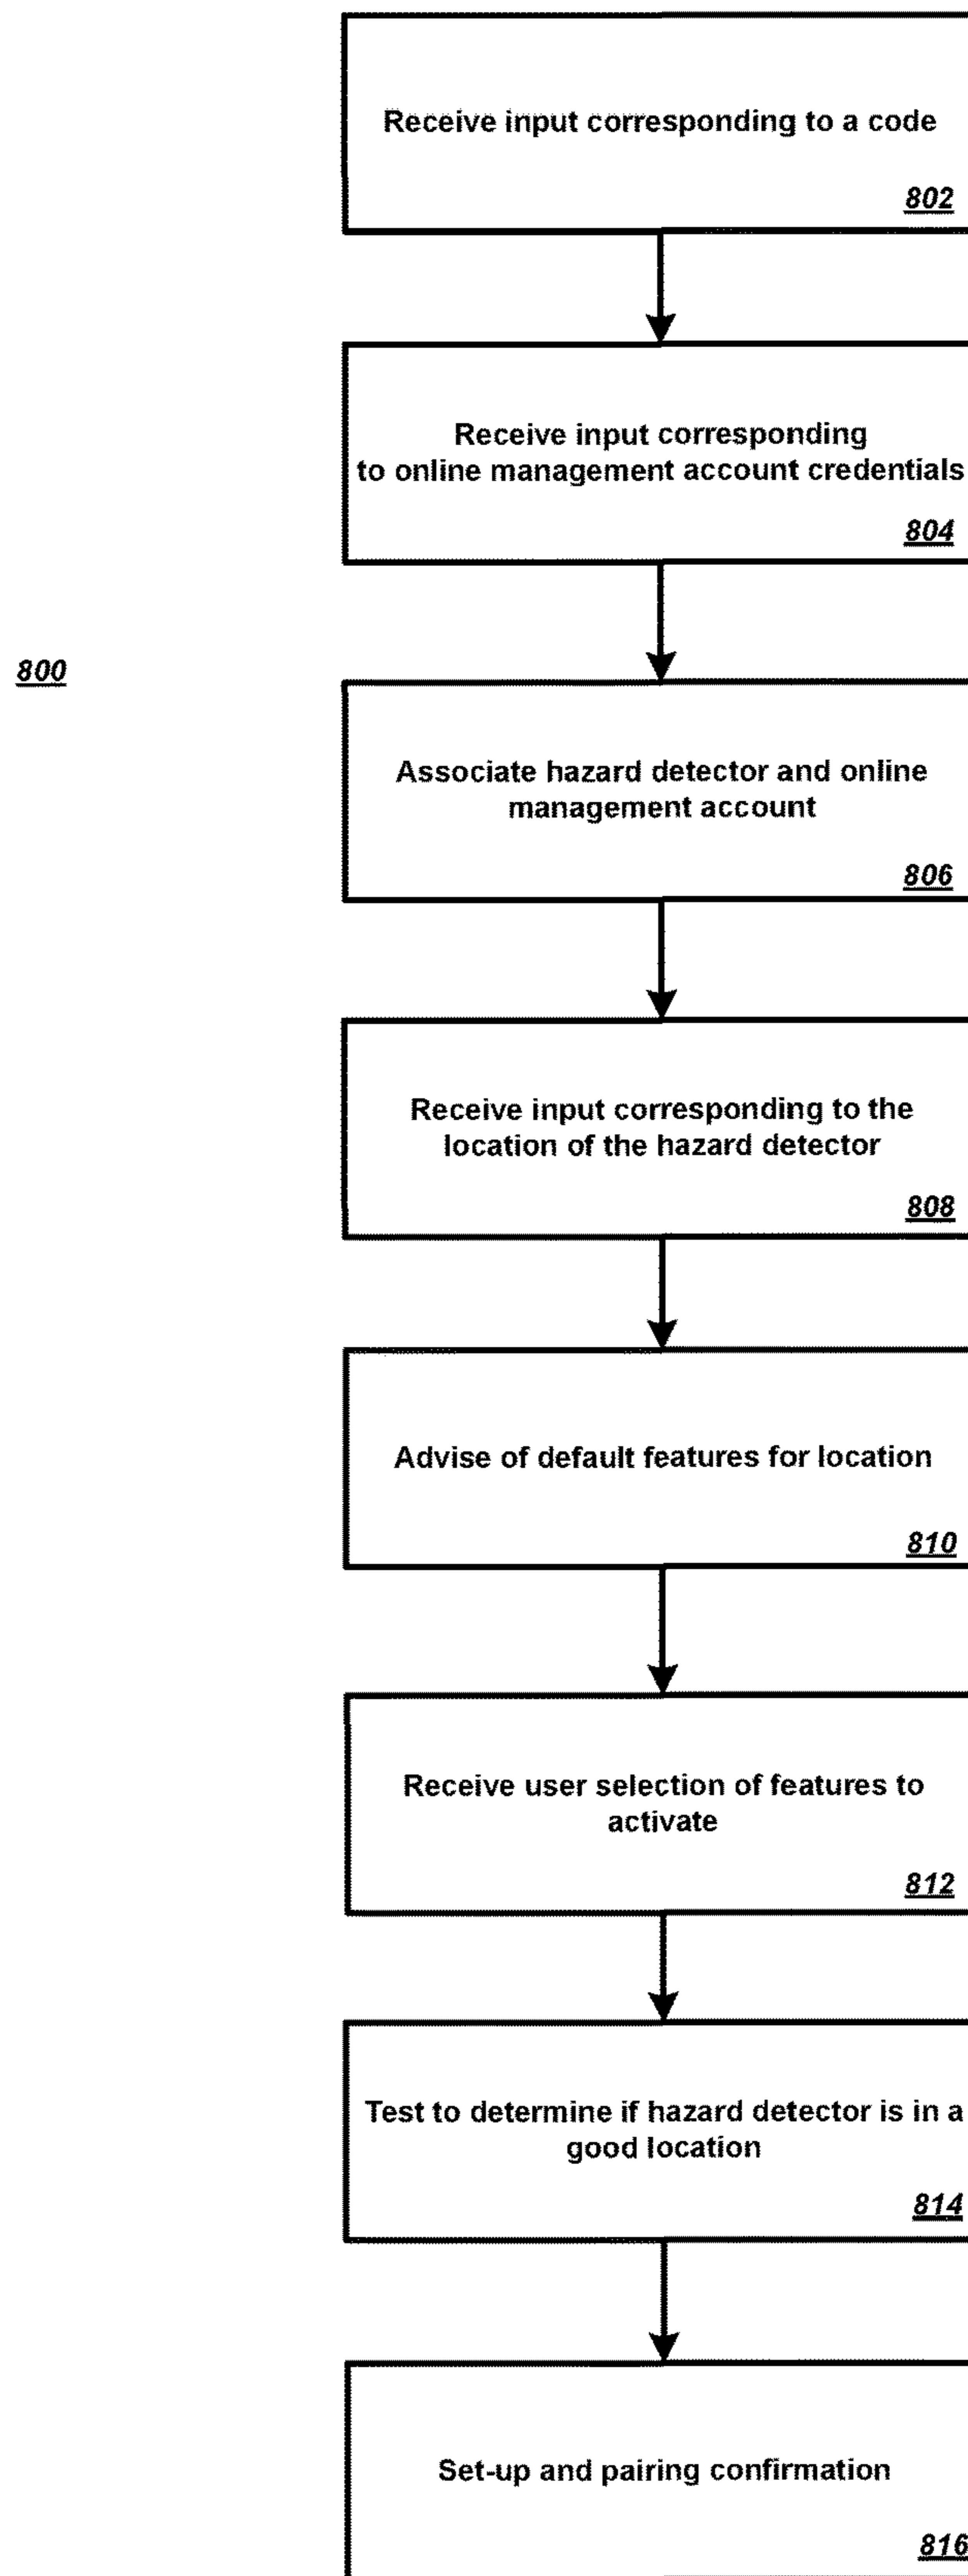 Receive input corresponding to a code
802
Receive input corresponding
to online management account credentials
804
800
Associate hazard detector and online
management account
806
Receive input corresponding to the
location of the hazard detector
808
Advise of default features for location
810
Receive user selection of features to
activate
812
Test to determine if hazard detector is in a
good location
814
Set-up and pairing confirmation
816